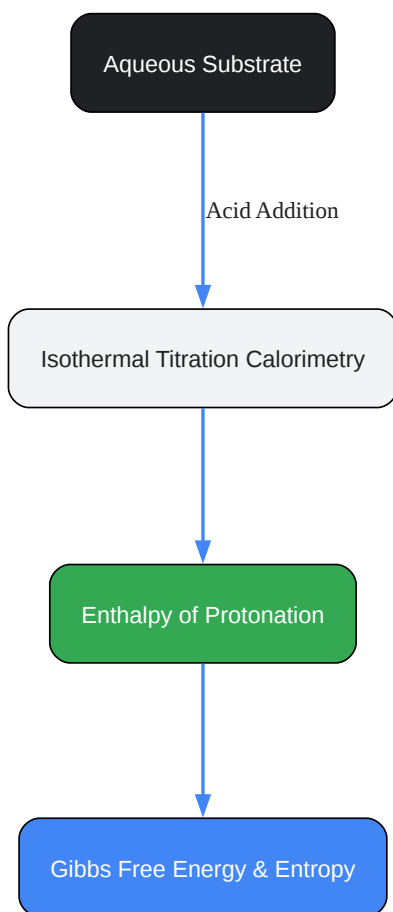 Aqueous Substrate
Acid Addition
Isothermal Titration Calorimetry
Enthalpy of Protonation
Gibbs Free Energy & Entropy